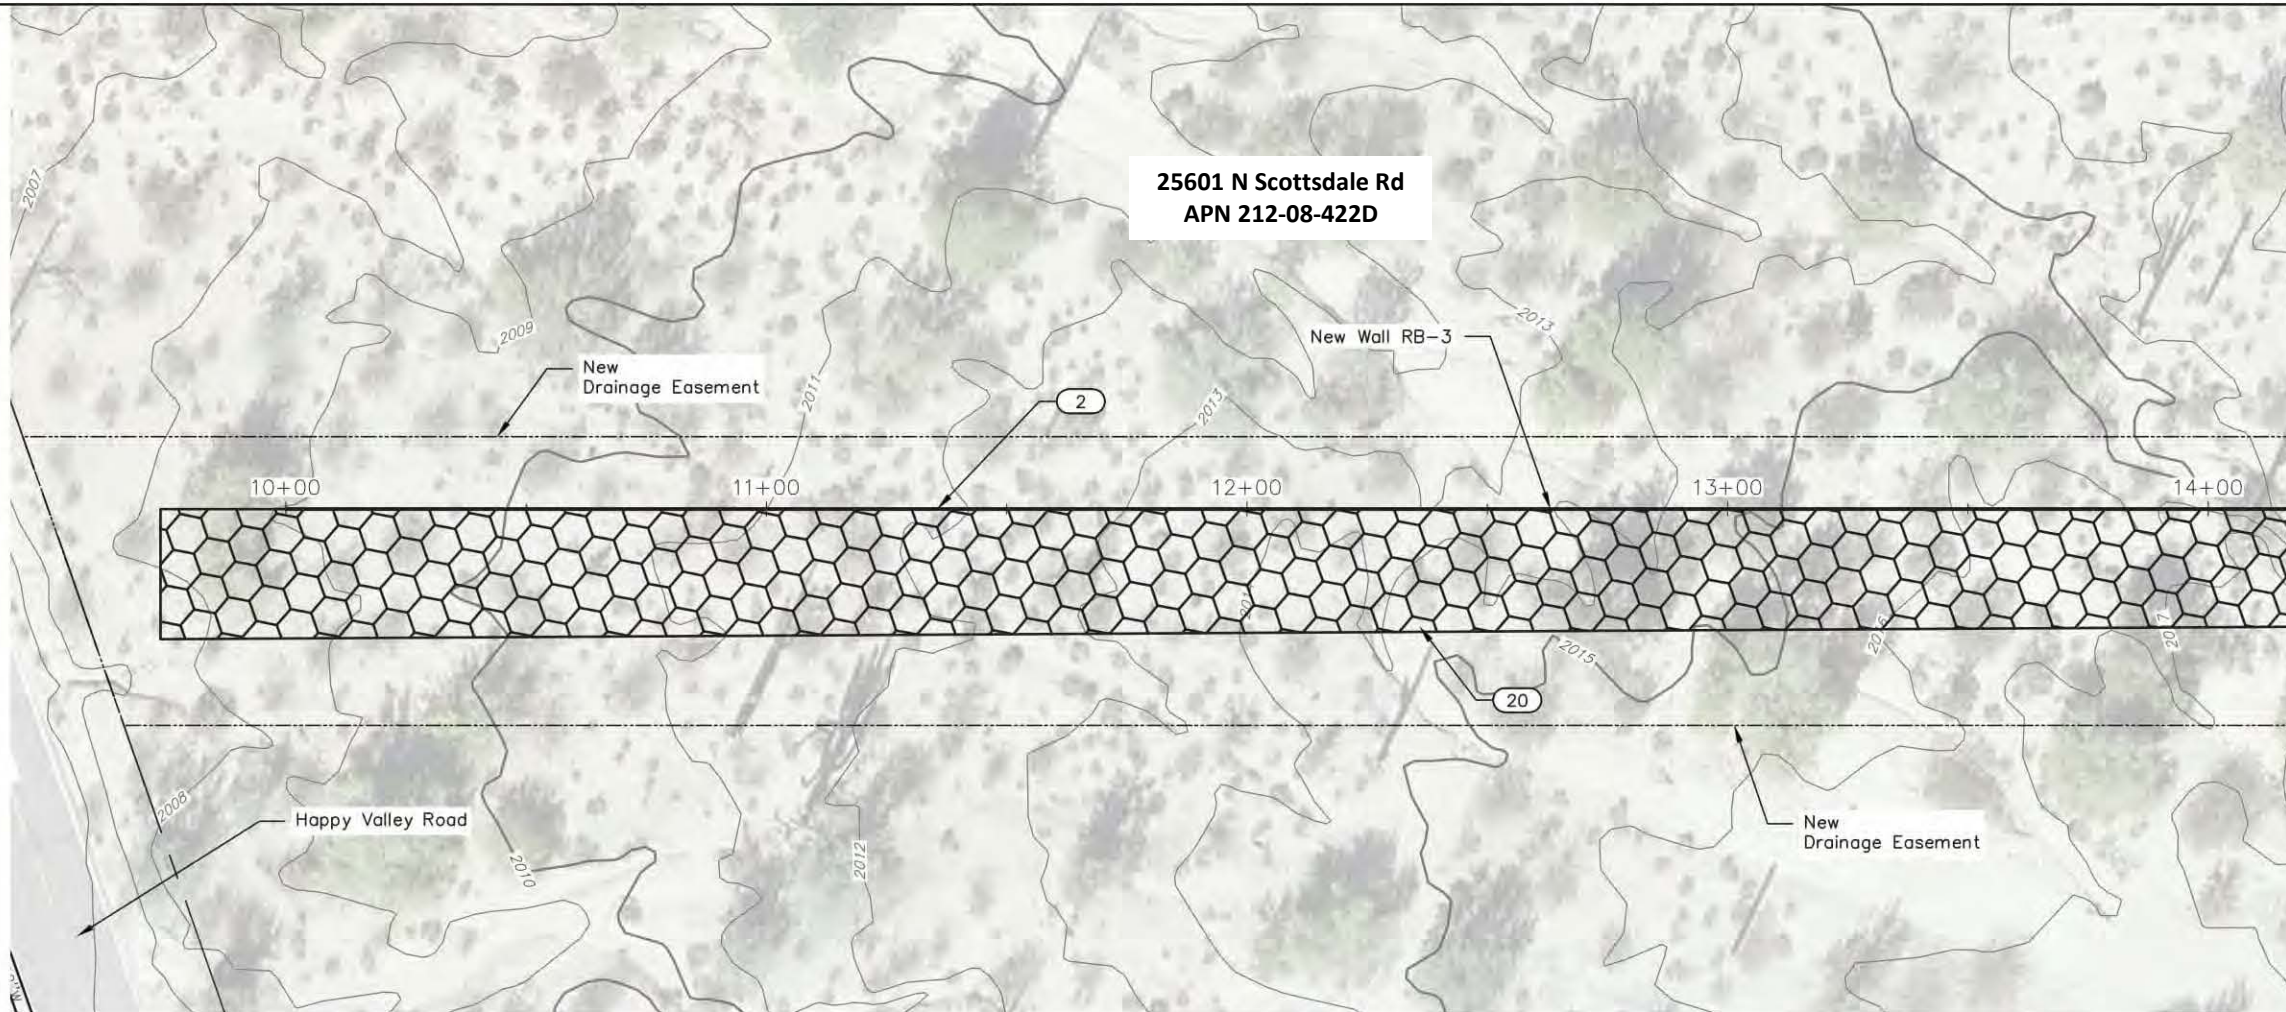 25601 N Scottsdale Rd
APN 212-08-422D
2007
2009
2013
New Wall RB-3
New
Drainage Easement
2011
2
2013
10+00
11+00
12+00
13+00
14+00
2015
2016
2017
20
2008
Happy Valley Road
2010
2012
New
Drainage Easement